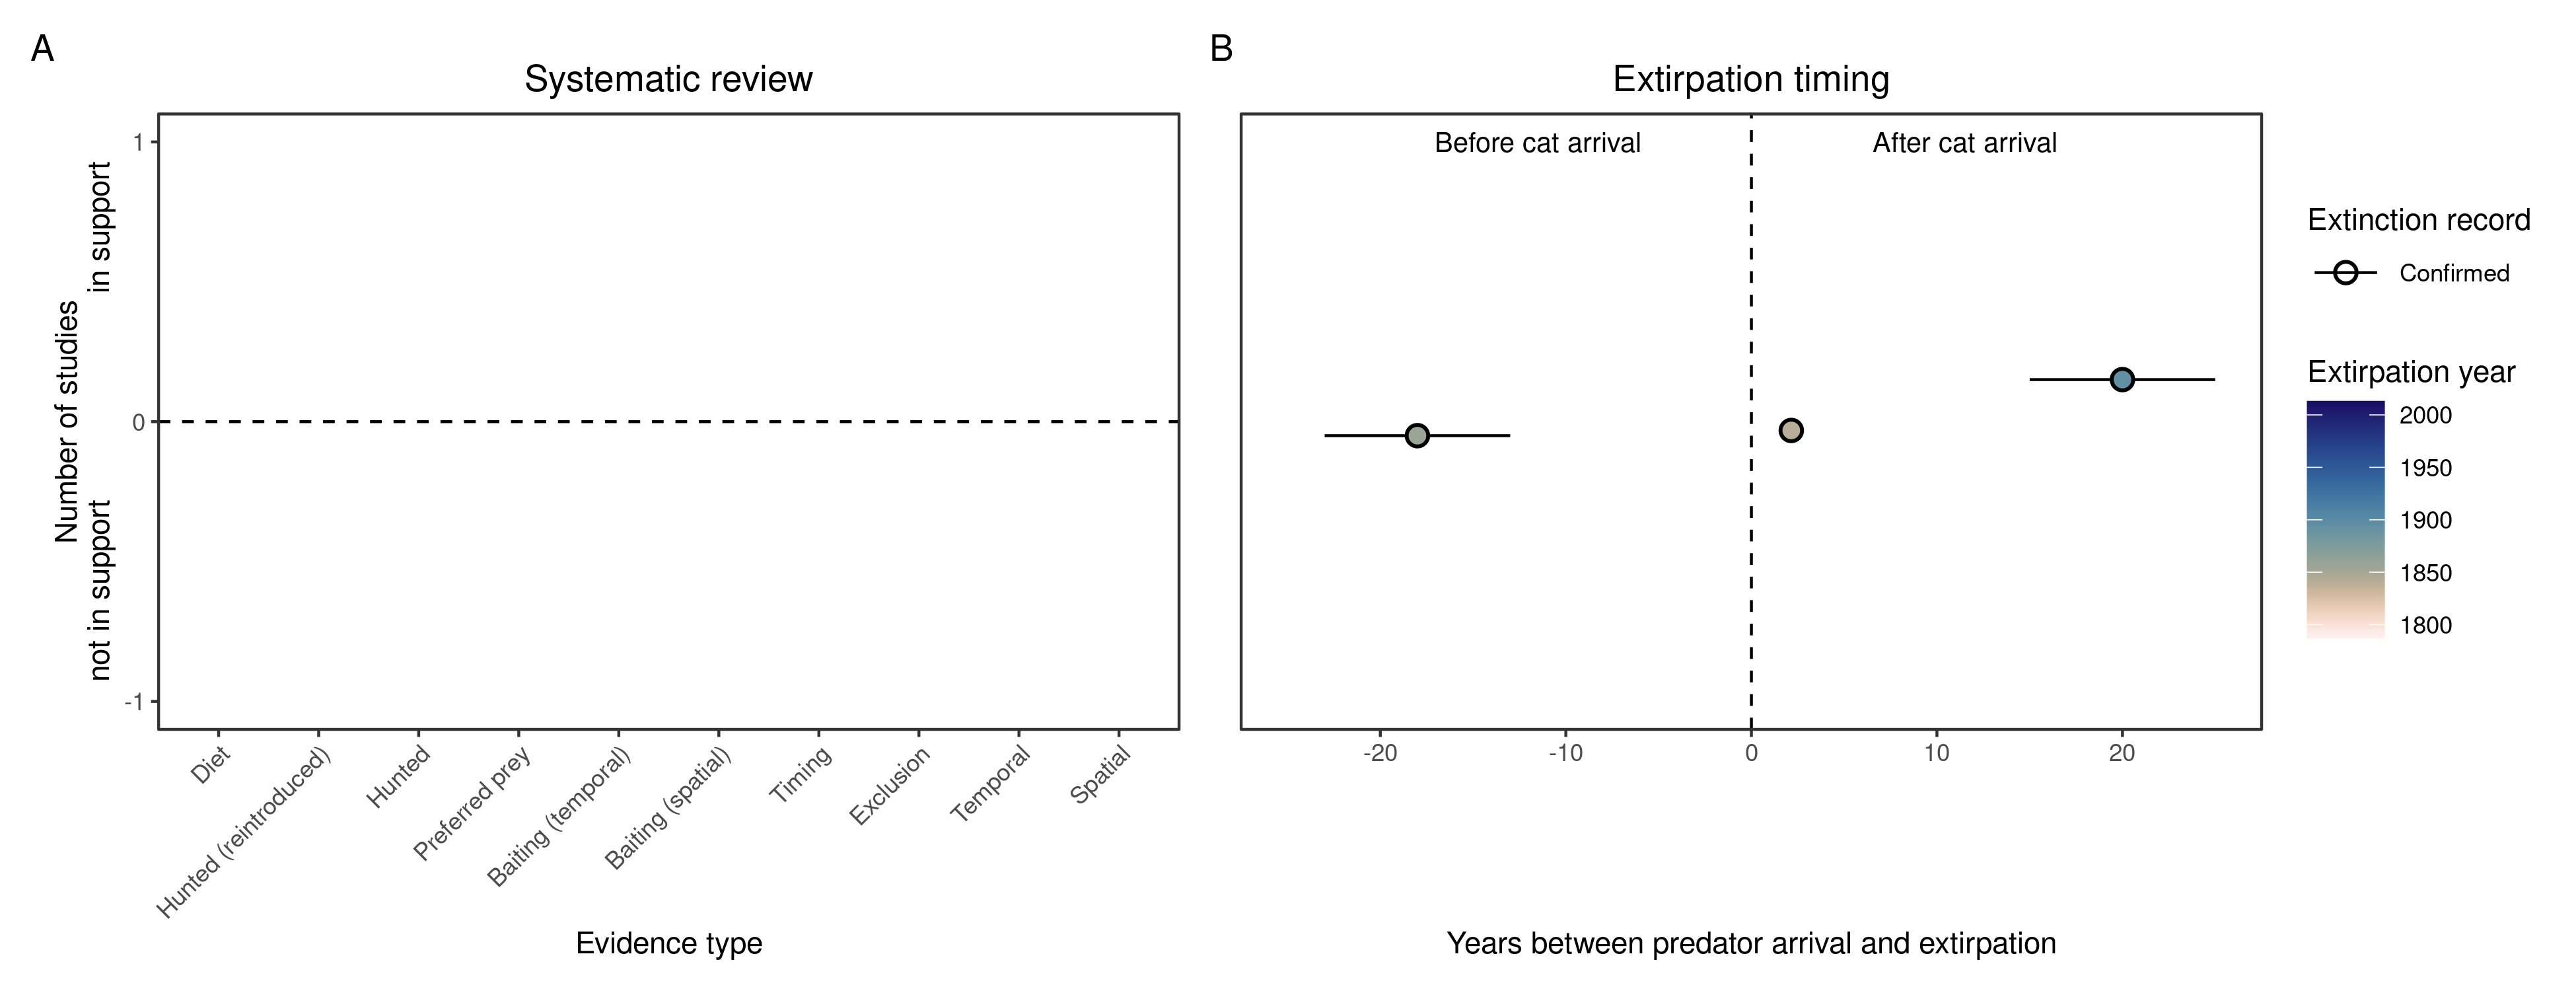 A
Systematic review
Number of studies
in support
not in support
1
0
-1
Diet
Hunted (reintroduced)
Hunted
Preferred prey
Baiting (temporal)
Baiting (spatial)
Timing
Exclusion
Temporal
Spatial
Evidence type
B
Extirpation timing
Before cat arrival
After cat arrival
-20
-10
0
10
20
Years between predator arrival and extirpation
Extinction record
Confirmed
Extirpation year
2000
1950
1900
1850
1800